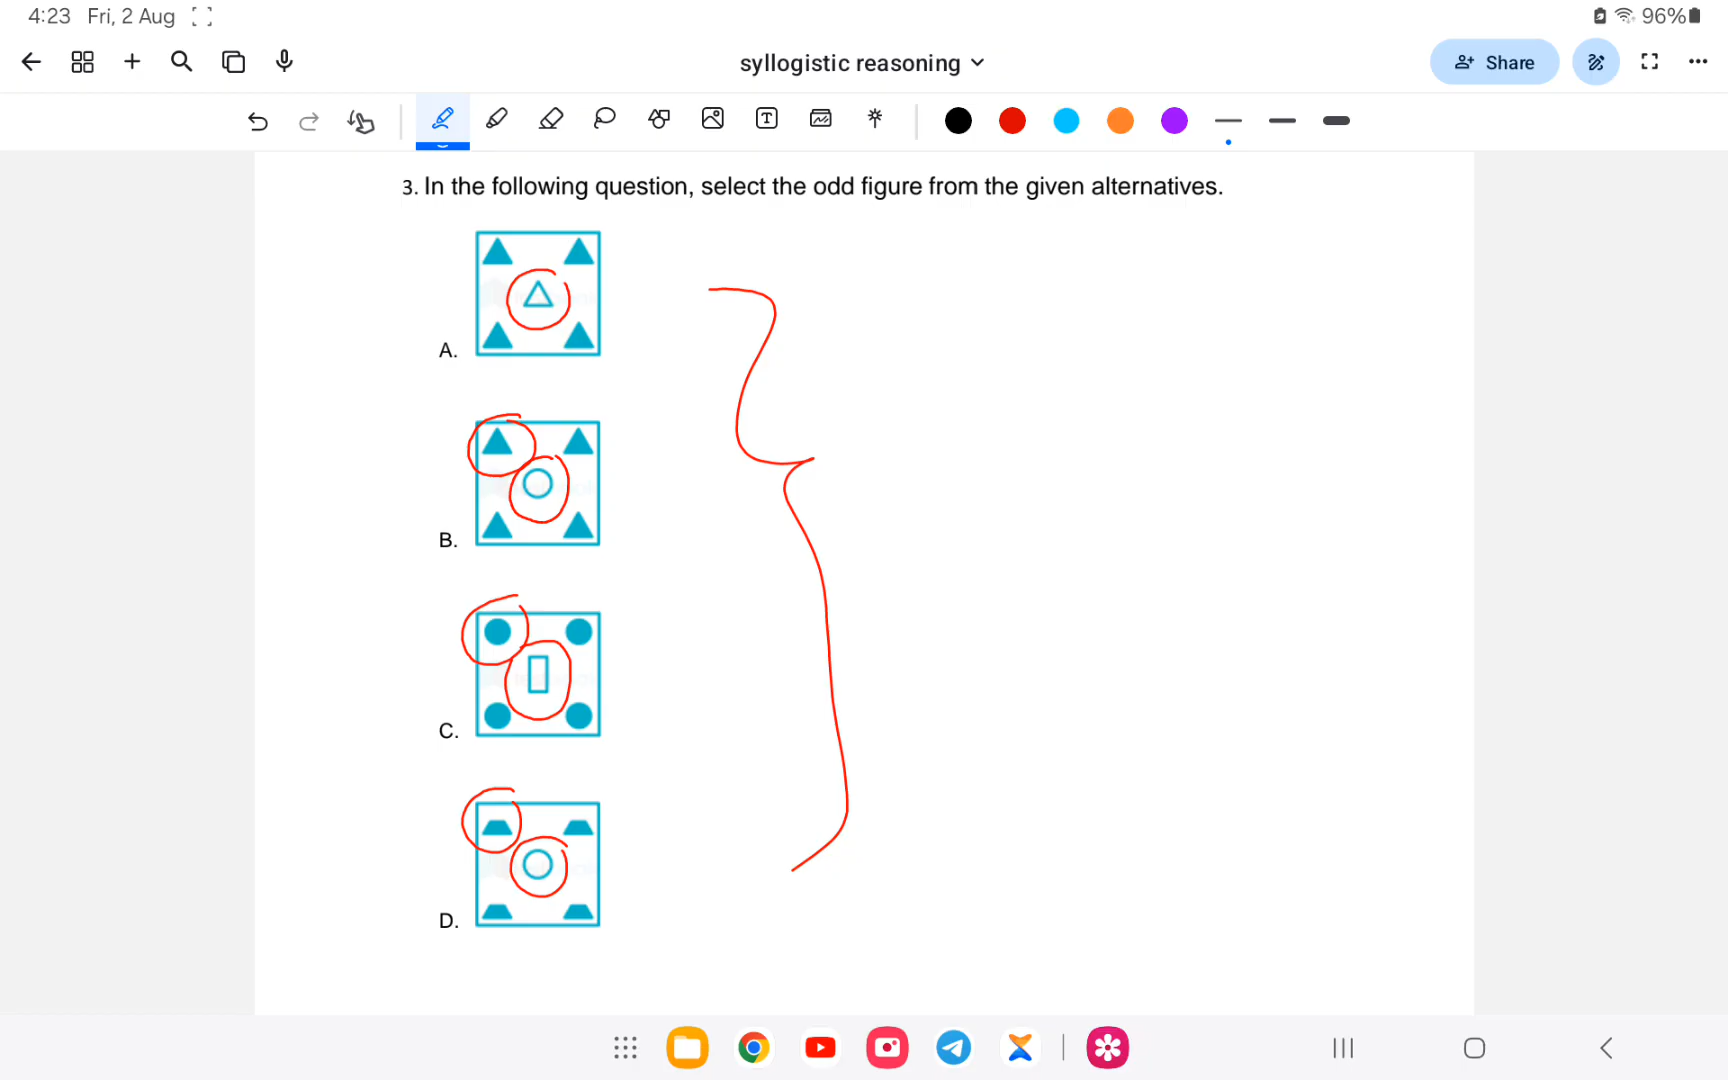 4:23 Fri, 2 Aug 96%
syllogistic reasoning
Share
3. In the following question, select the odd figure from the given alternatives.
A.
B.
C.
D.